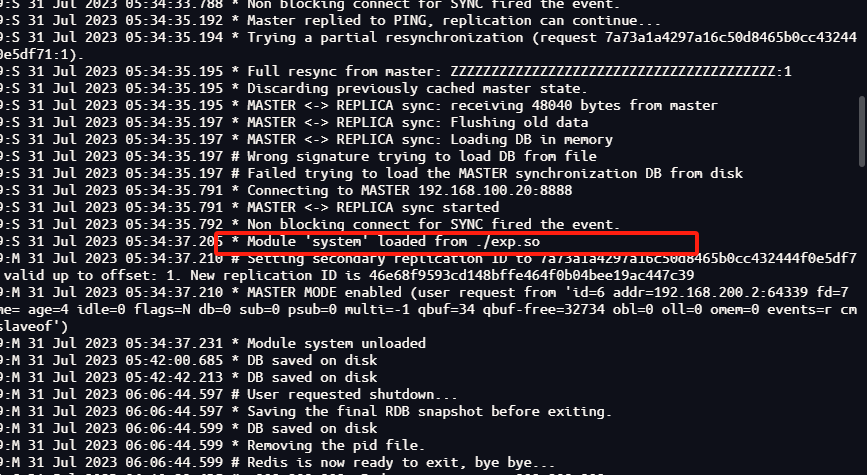 9:S 31 Jul 2023 05:34:33.788 * Non blocking connect for SYNC fired the event.
9:S 31 Jul 2023 05:34:35.192 * Master replied to PING, replication can continue...
9:S 31 Jul 2023 05:34:35.194 * Trying a partial resynchronization (request 7a73a1a4297a16c50d8465b0cc43244
0e5df71:1).
9:S 31 Jul 2023 05:34:35.195 * Full resync from master: ZZZZZZZZZZZZZZZZZZZZZZZZZZZZZZZZZZZZZZZZ:1
9:S 31 Jul 2023 05:34:35.195 * Discarding previously cached master state.
9:S 31 Jul 2023 05:34:35.195 * MASTER <-> REPLICA sync: receiving 48040 bytes from master
9:S 31 Jul 2023 05:34:35.197 * MASTER <-> REPLICA sync: Flushing old data
9:S 31 Jul 2023 05:34:35.197 * MASTER <-> REPLICA sync: Loading DB in memory
9:S 31 Jul 2023 05:34:35.197 # Wrong signature trying to load DB from file
9:S 31 Jul 2023 05:34:35.197 # Failed trying to load the MASTER synchronization DB from disk
9:S 31 Jul 2023 05:34:35.791 * Connecting to MASTER 192.168.100.20:8888
9:S 31 Jul 2023 05:34:35.791 * MASTER <-> REPLICA sync started
9:S 31 Jul 2023 05:34:35.792 * Non blocking connect for SYNC fired the event.
9:S 31 Jul 2023 05:34:37.205 * Module 'system' loaded from ./exp.so
9:M 31 Jul 2023 05:34:37.210 # Setting secondary replication ID to 7a73a1a4297a16c50d8465b0cc432444f0e5df7
valid up to offset: 1. New replication ID is 46e68f9593cd148bffe464f0b04bee19ac447c39
9:M 31 Jul 2023 05:34:37.210 * MASTER MODE enabled (user request from 'id=6 addr=192.168.200.2:64339 fd=7
me= age=4 idle=0 flags=N db=0 sub=0 psub=0 multi=-1 qbuf=34 qbuf-free=32734 obl=0 oll=0 omem=0 events=r cm
slaveof')
9:M 31 Jul 2023 05:34:37.231 * Module system unloaded
9:M 31 Jul 2023 05:42:00.685 * DB saved on disk
9:M 31 Jul 2023 05:42:42.213 * DB saved on disk
9:M 31 Jul 2023 06:06:44.597 # User requested shutdown...
9:M 31 Jul 2023 06:06:44.597 * Saving the final RDB snapshot before exiting.
9:M 31 Jul 2023 06:06:44.599 * DB saved on disk
9:M 31 Jul 2023 06:06:44.599 * Removing the pid file.
9:M 31 Jul 2023 06:06:44.599 # Redis is now ready to exit, bye bye...